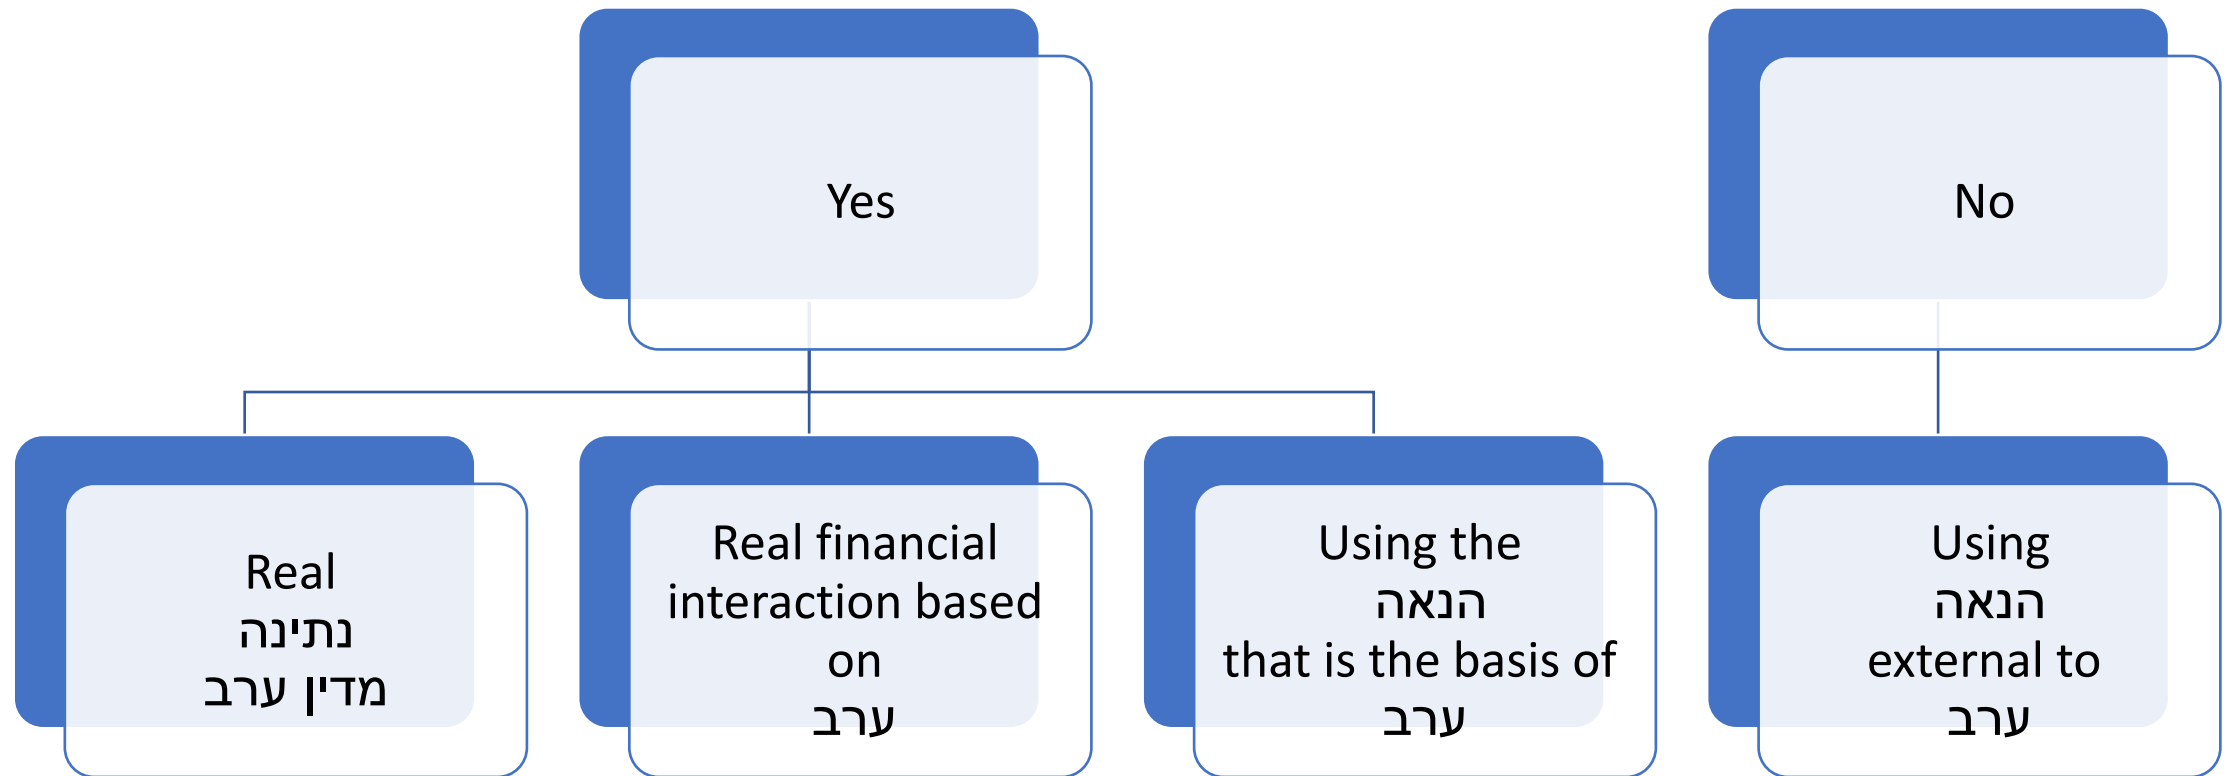 Yes
No
Real
נתינה
מדין ערב
Real financial
interaction based
on
ערב
Using the
הנאה
that is the basis of
ערב
Using
הנאה
external to
ערב